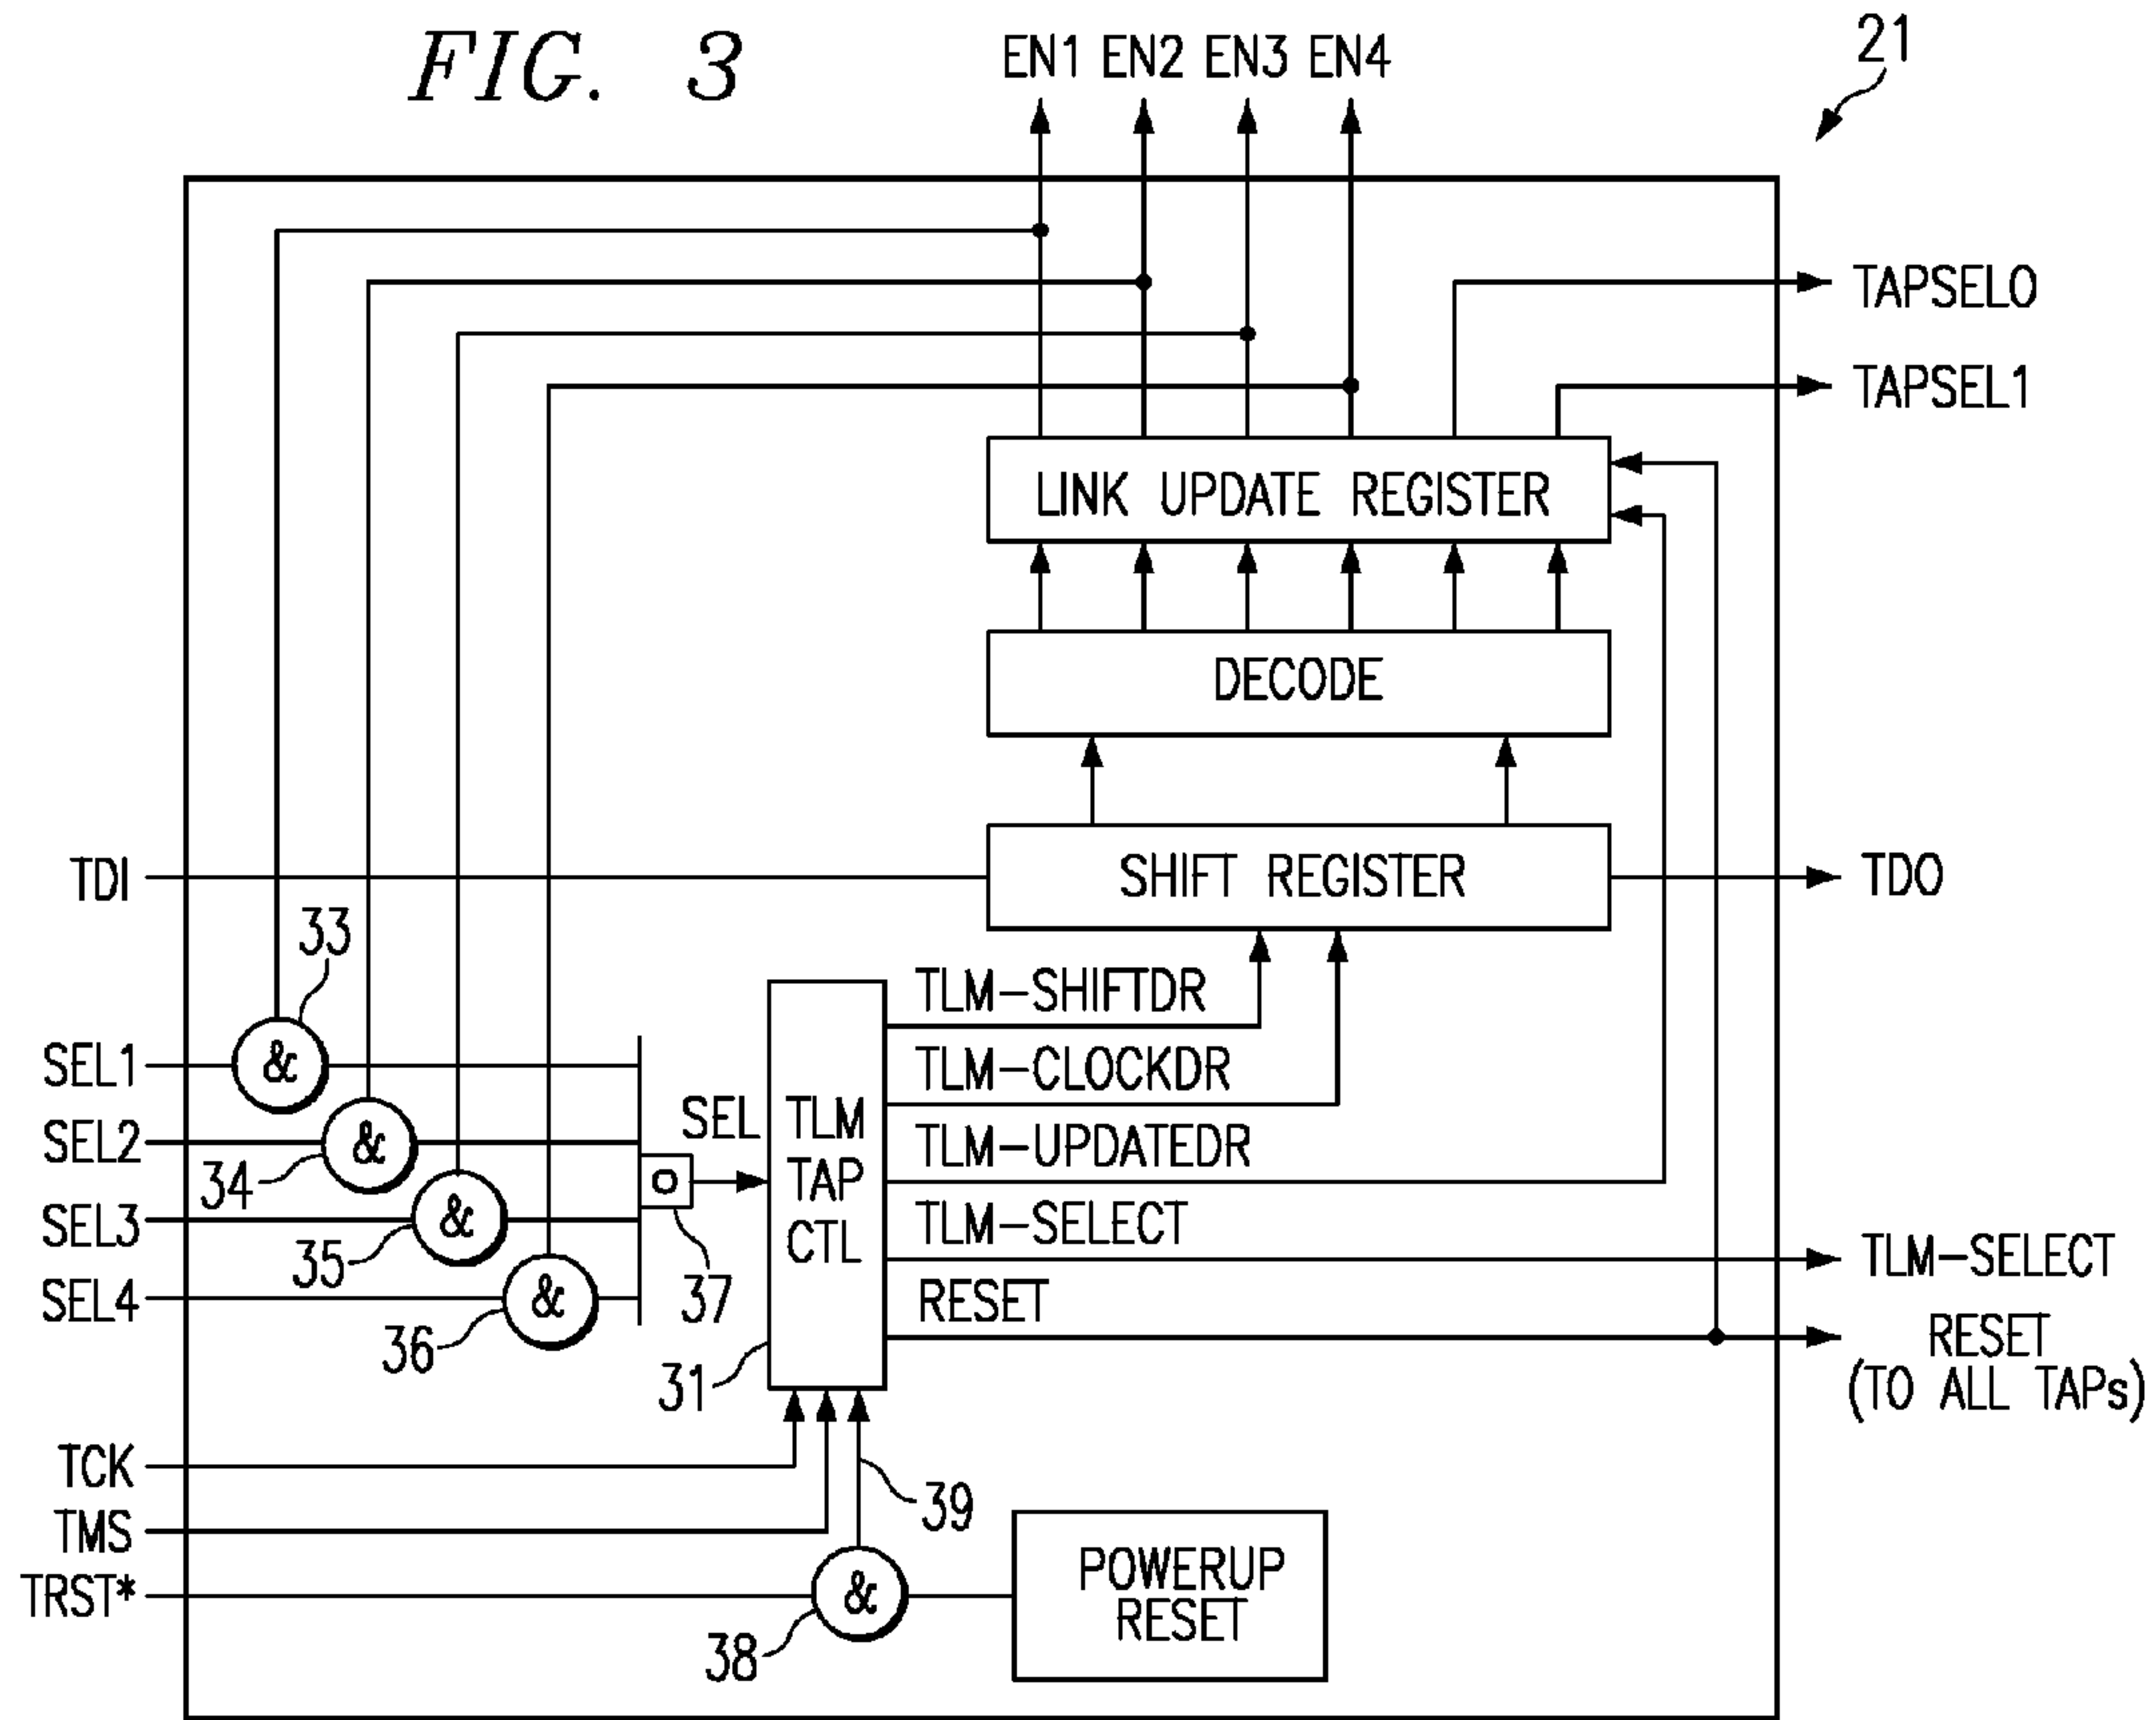 FIG. 3
EN1 EN2 EN3 EN4
21
TAPSEL0
TAPSEL1
LINK UPDATE REGISTER
DECODE
TDI
SHIFT REGISTER
TDO
33
&
SEL1
TLM-SHIFTDR
TLM-CLOCKDR
SEL2
&
34
SEL
TLM
TAP
CTL
TLM-UPDATEDR
SEL3
&
35
O
37
TLM-SELECT
TLM-SELECT
SEL4
&
36
31
RESET
RESET
(TO ALL TAPs)
TCK
39
TMS
TRST*
&
38
POWERUP
RESET